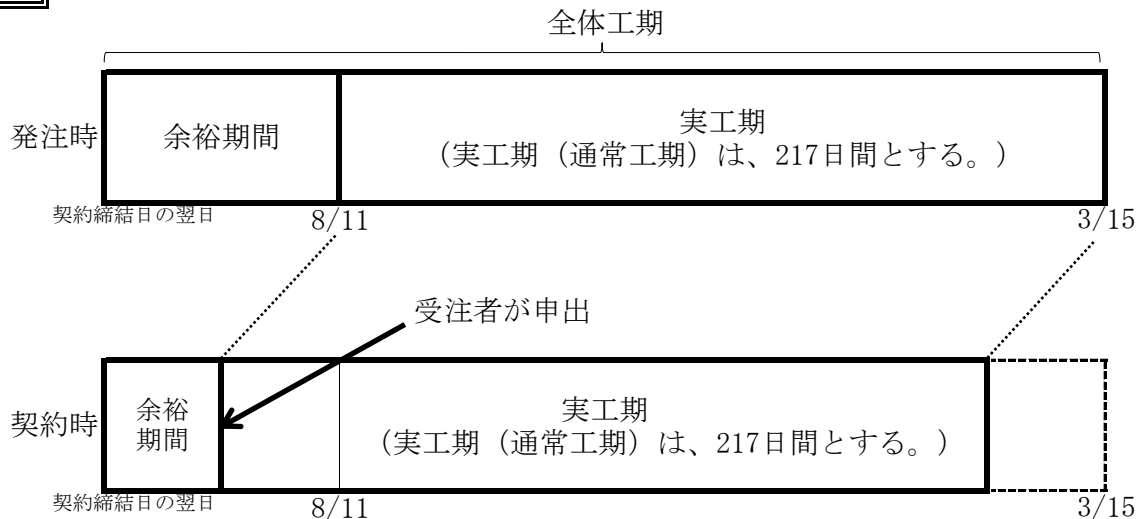 全体工期
発注時
余裕期間
実工期
(実工期(通常工期)は、217日間とする。)
契約締結日の翌日
8/11
3/15
受注者が申出
契約時
余裕
期間
実工期
(実工期(通常工期)は、217日間とする。)
契約締結日の翌日
8/11
3/15